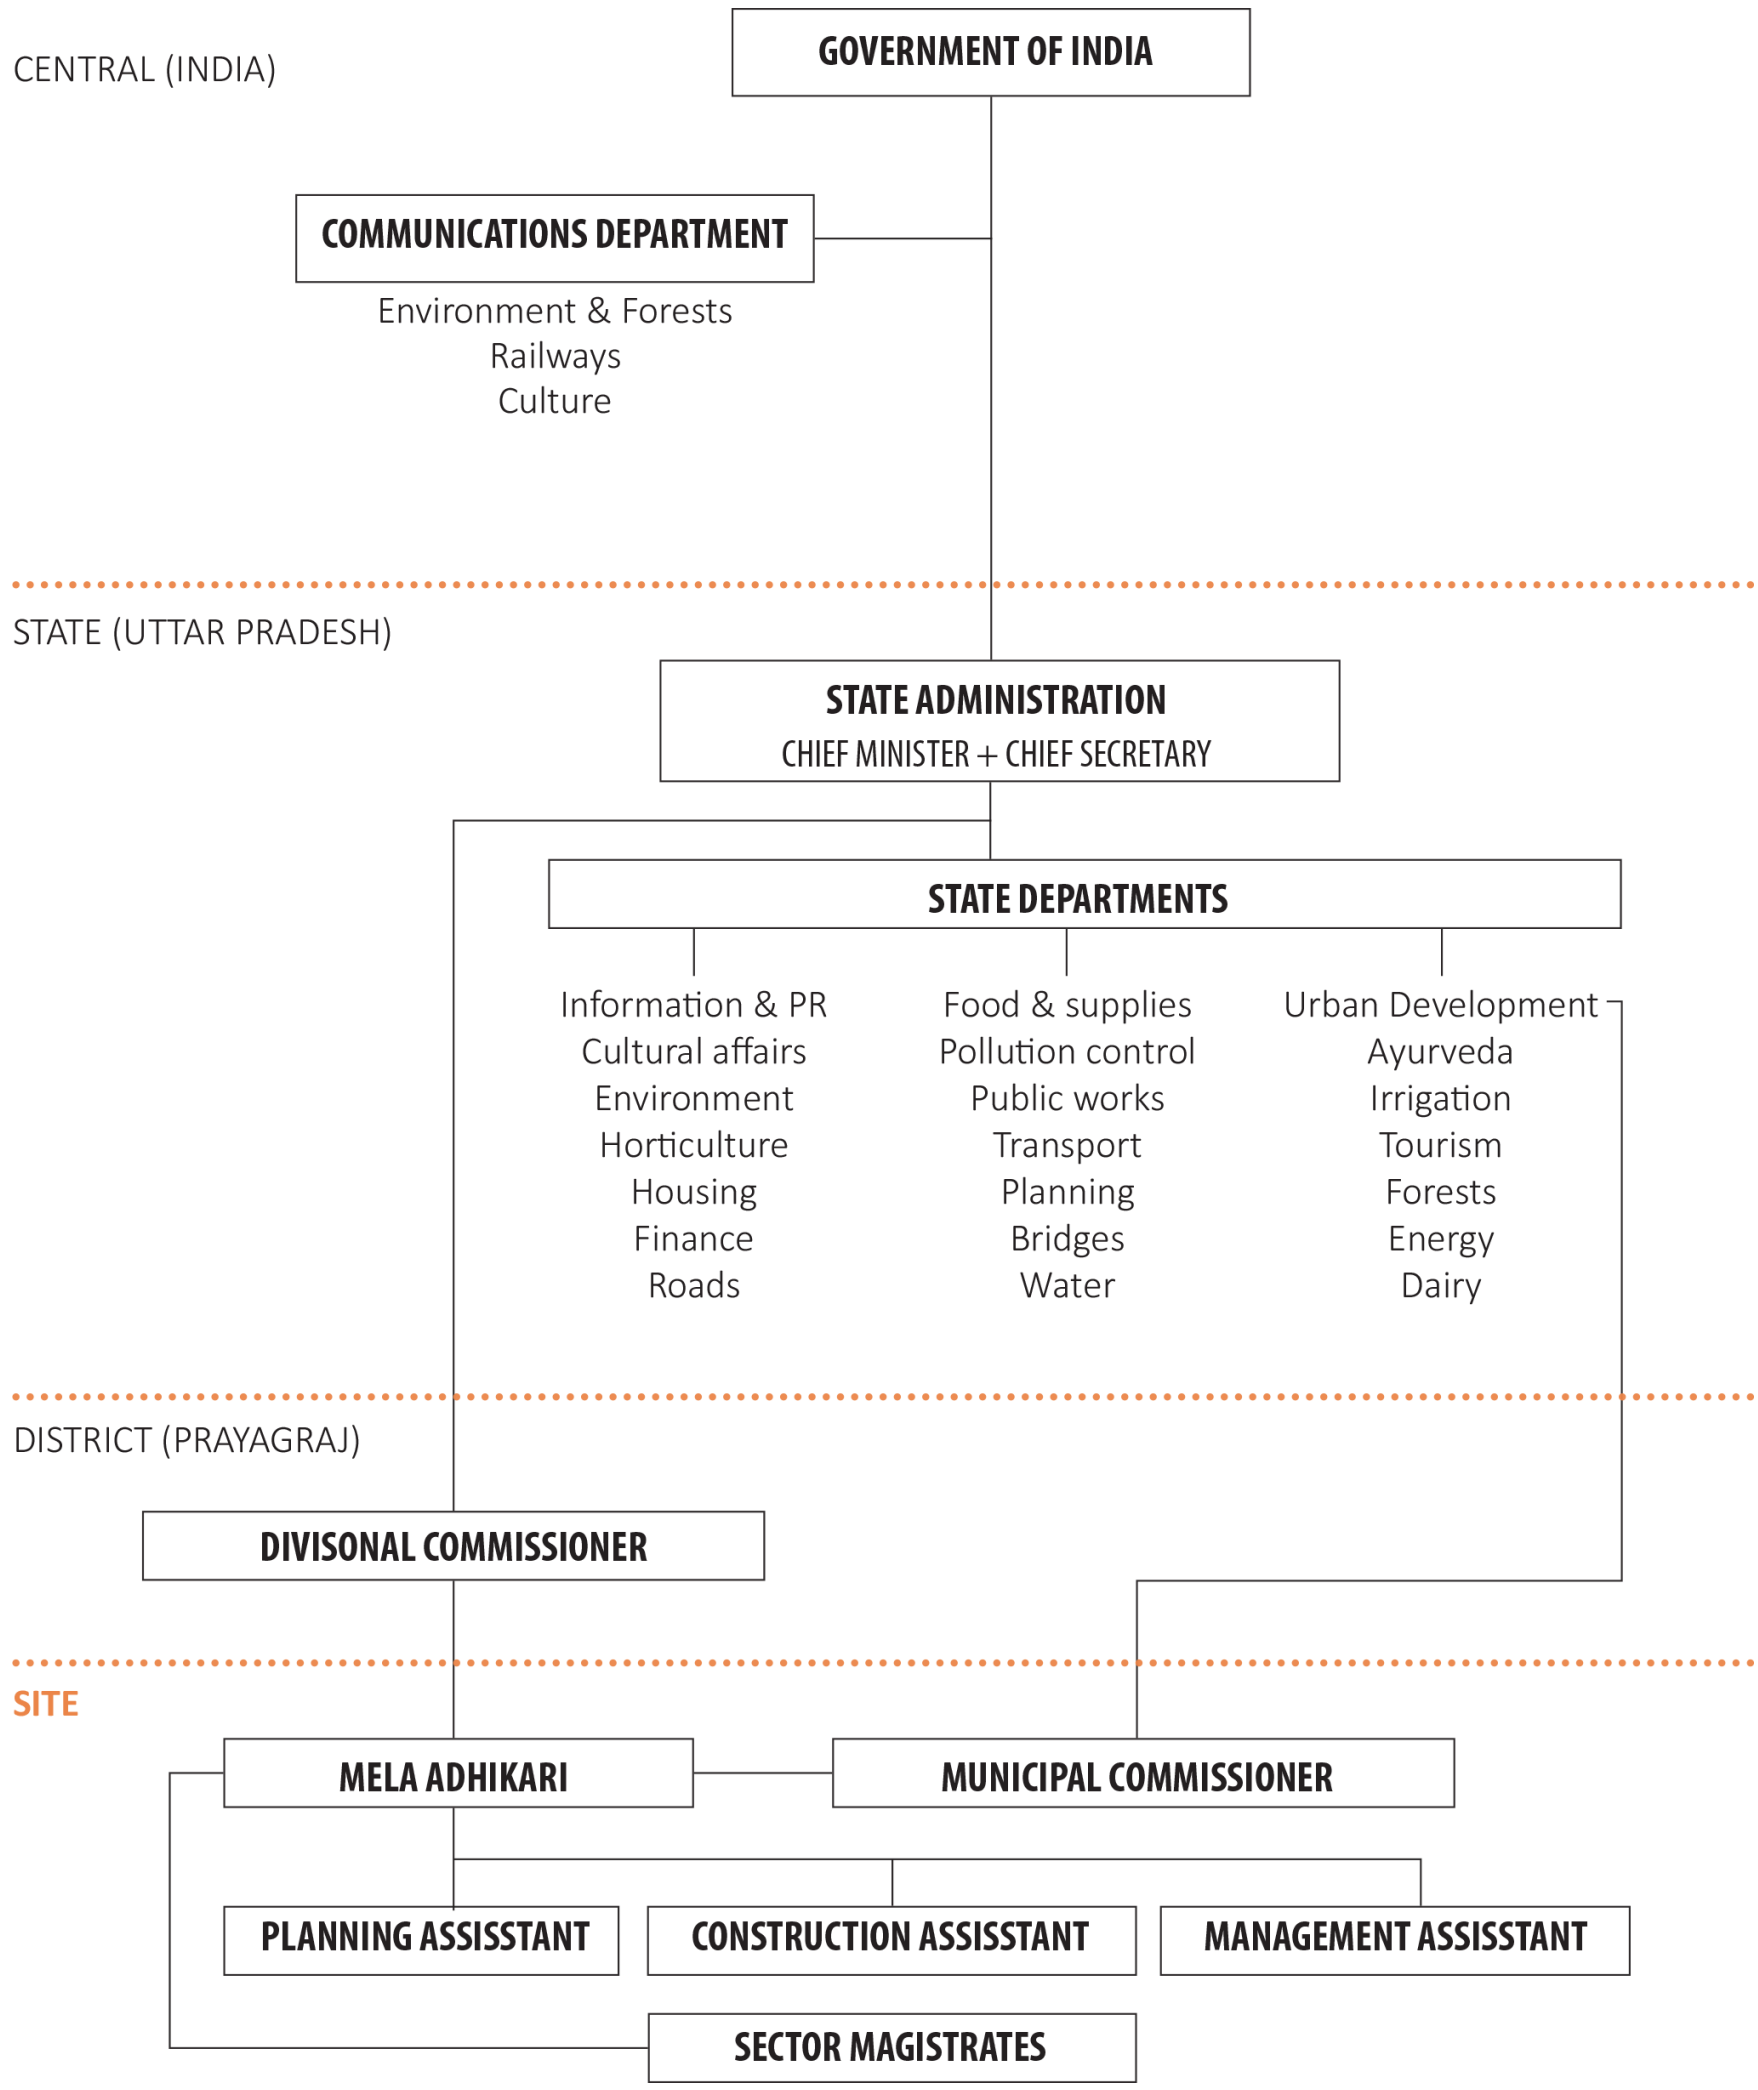 GOVERNMENT OF INDIA
CENTRAL (INDIA)
COMMUNICATIONS DEPARTMENT
Environment & Forests
Railways
Culture
STATE (UTTAR PRADESH)
STATE ADMINISTRATION
CHIEF MINISTER + CHIEF SECRETARY
STATE DEPARTMENTS
Information & PR
Cultural affairs
Environment
Horticulture
Housing
Finance
Roads
Food & supplies
Pollution control
Public works
Transport
Planning
Bridges
Water
Urban Development
Ayurveda
Irrigation
Tourism
Forests
Energy
Dairy
DISTRICT (PRAYAGRAJ)
DIVISONAL COMMISSIONER
SITE
MELA ADHIKARI
MUNICIPAL COMMISSIONER
PLANNING ASSISSTANT
CONSTRUCTION ASSISSTANT
MANAGEMENT ASSISSTANT
SECTOR MAGISTRATES